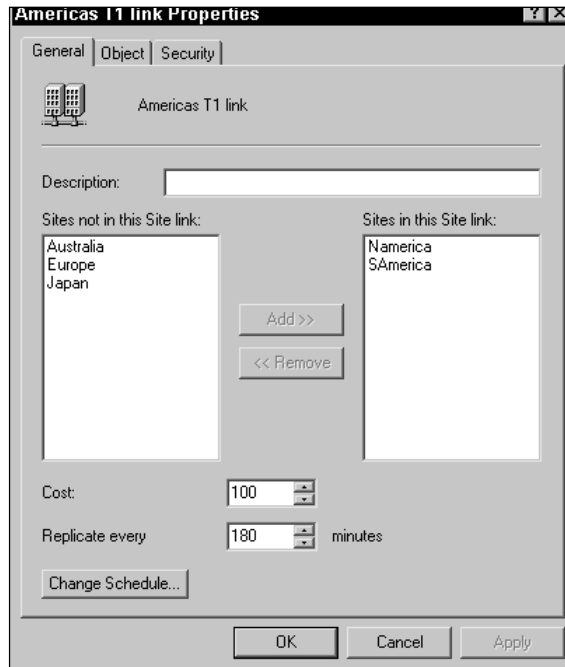 Americas T1 link Properties
General Object Security
Americas T1 link
Description:
Sites not in this Site link: Sites in this Site link:
Australia
Europe
Japan
Namerica
SAmerica
Add >>
<< Remove
Cost: 100
Replicate every 180 minutes
Change Schedule...
OK Cancel Apply